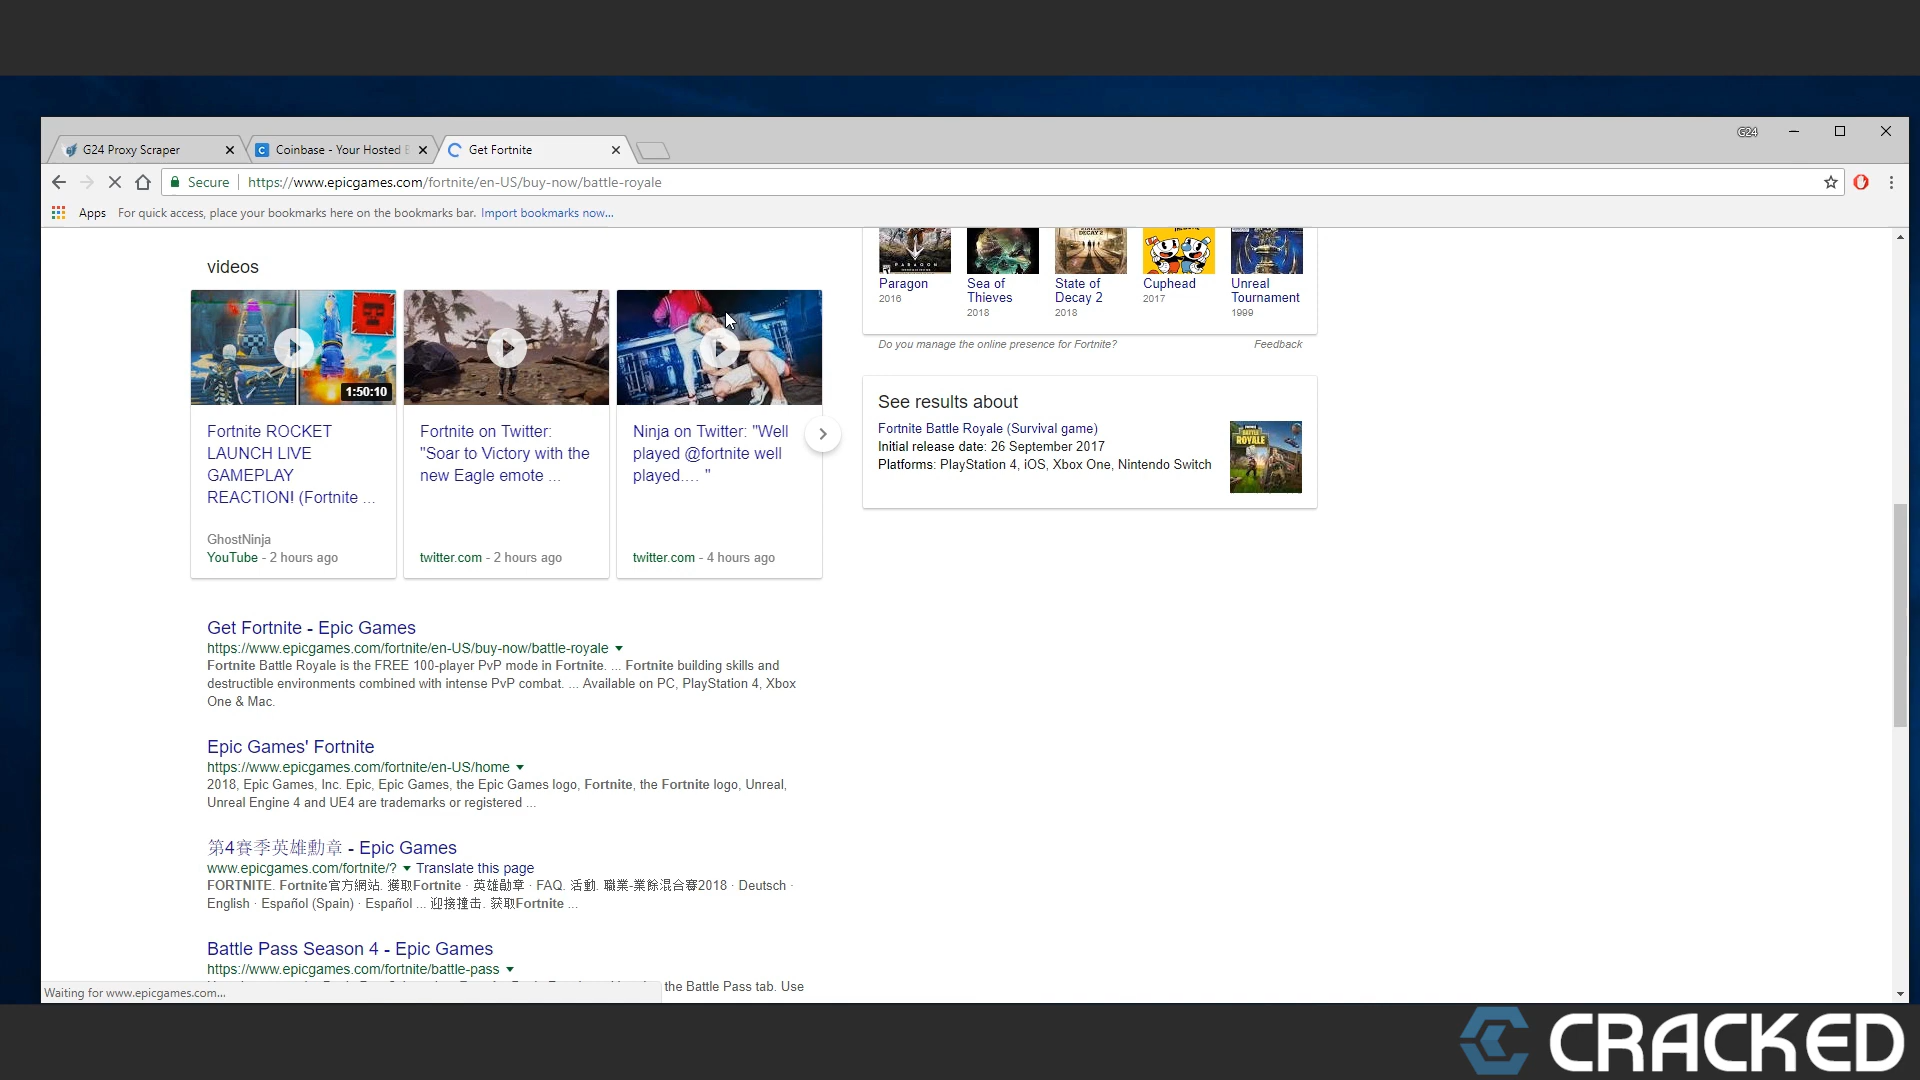 G24
G24 Proxy Scraper
Coinbase - Your Hosted
Get Fortnite
Secure
https://www.epicgames.com/fortnite/en-US/buy-now/battle-royale
Apps
For quick access, place your bookmarks here on the bookmarks bar. Import bookmarks now...
videos
1:50:10
Fortnite ROCKET
LAUNCH LIVE
GAMEPLAY
REACTION! (Fortnite ...
GhostNinja
YouTube - 2 hours ago
Fortnite on Twitter:
"Soar to Victory with the
new Eagle emote ...
twitter.com - 2 hours ago
Ninja on Twitter: "Well
played @fortnite well
played.... "
twitter.com - 4 hours ago
Get Fortnite - Epic Games
https://www.epicgames.com/fortnite/en-US/buy-now/battle-royale
Fortnite Battle Royale is the FREE 100-player PvP mode in Fortnite. ... Fortnite building skills and
destructible environments combined with intense PvP combat. ... Available on PC, PlayStation 4, Xbox
One & Mac.
Epic Games' Fortnite
https://www.epicgames.com/fortnite/en-US/home
2018, Epic Games, Inc. Epic, Epic Games, the Epic Games logo, Fortnite, the Fortnite logo, Unreal,
Unreal Engine 4 and UE4 are trademarks or registered ...
第4賽季英雄勳章 - Epic Games
www.epicgames.com/fortnite/? Translate this page
FORTNITE. Fortnite官方網站. 獲取Fortnite · 英雄勛章 · FAQ. 活動. 職業-業餘混合賽2018 · Deutsch ·
English · Español (Spain) · Español ... 迎接撞击. 获取Fortnite ...
Battle Pass Season 4 - Epic Games
https://www.epicgames.com/fortnite/battle-pass
the Battle Pass tab. Use
Waiting for www.epicgames.com...
PARAGON
STATE OF
DECAY 2
Paragon
2016
Sea of
Thieves
2018
State of
Decay 2
2018
Cuphead
2017
Unreal
Tournament
1999
Do you manage the online presence for Fortnite?
Feedback
See results about
Fortnite Battle Royale (Survival game)
Initial release date: 26 September 2017
Platforms: PlayStation 4, iOS, Xbox One, Nintendo Switch
BATTLE
ROYALE
CRACKED